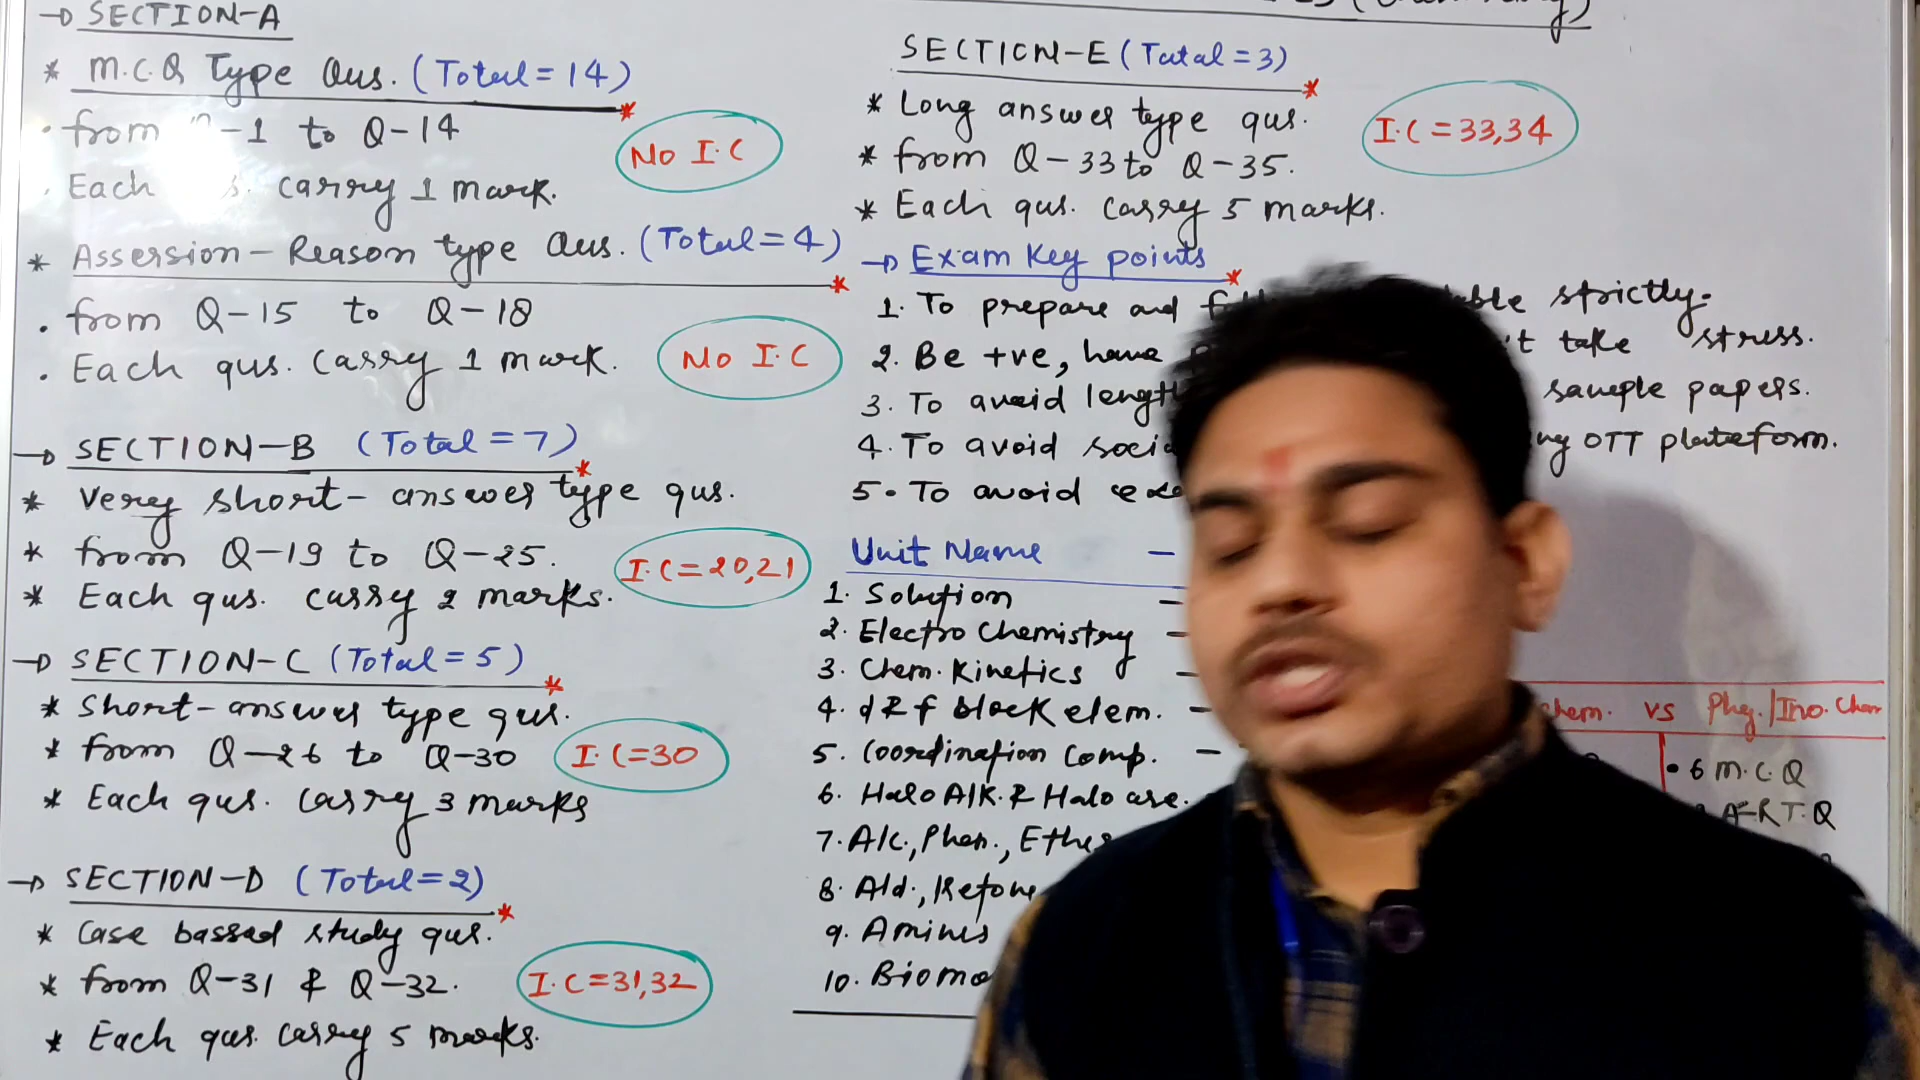 → SECTION-A
* M.C.Q Type Qus. (Total = 14)
• from Q-1 to Q-14
No I.C
• Each carry 1 mark.
* Assersion - Reason type Qus. (Total = 4)
• from Q-15 to Q-18
• Each qus. carry 1 mark.
No I.C
→ SECTION-B (Total = 7)
* Very short- answer type qus.
* from Q-19 to Q-25.
I.C = 20,21
* Each qus. carry 2 marks.
→ SECTION-C (Total = 5)
* Short-answer type qus.
* from Q-26 to Q-30
I.C = 30
* Each qus. carry 3 marks
→ SECTION-D (Total = 2)
* Case bassed study qus.
* from Q-31 & Q-32.
I.C = 31,32
* Each qus. carry 5 marks.
SECTION-E (Total = 3)
* Long answer type qus.
I.C = 33,34
* from Q-33 to Q-35.
* Each qus. carry 5 marks.
→ Exam Key points
1. To prepare and strictly.
2. Be +ve, have take stress.
3. To avoid sample papers.
4. To avoid OTT plateform.
5. To avoid
Unit Name -
1. Solution -
2. Electro Chemistry -
3. Chem. Kinetics -
4. d & f block elem. -
5. Coordination Comp. -
6. Halo Alk. & Halo are.
7. Alc., Phen.,
8. Ald.,
9. Amines
10.
chem. vs Phy./Ino. Chem
• 6 M.C.Q
A-R T.Q